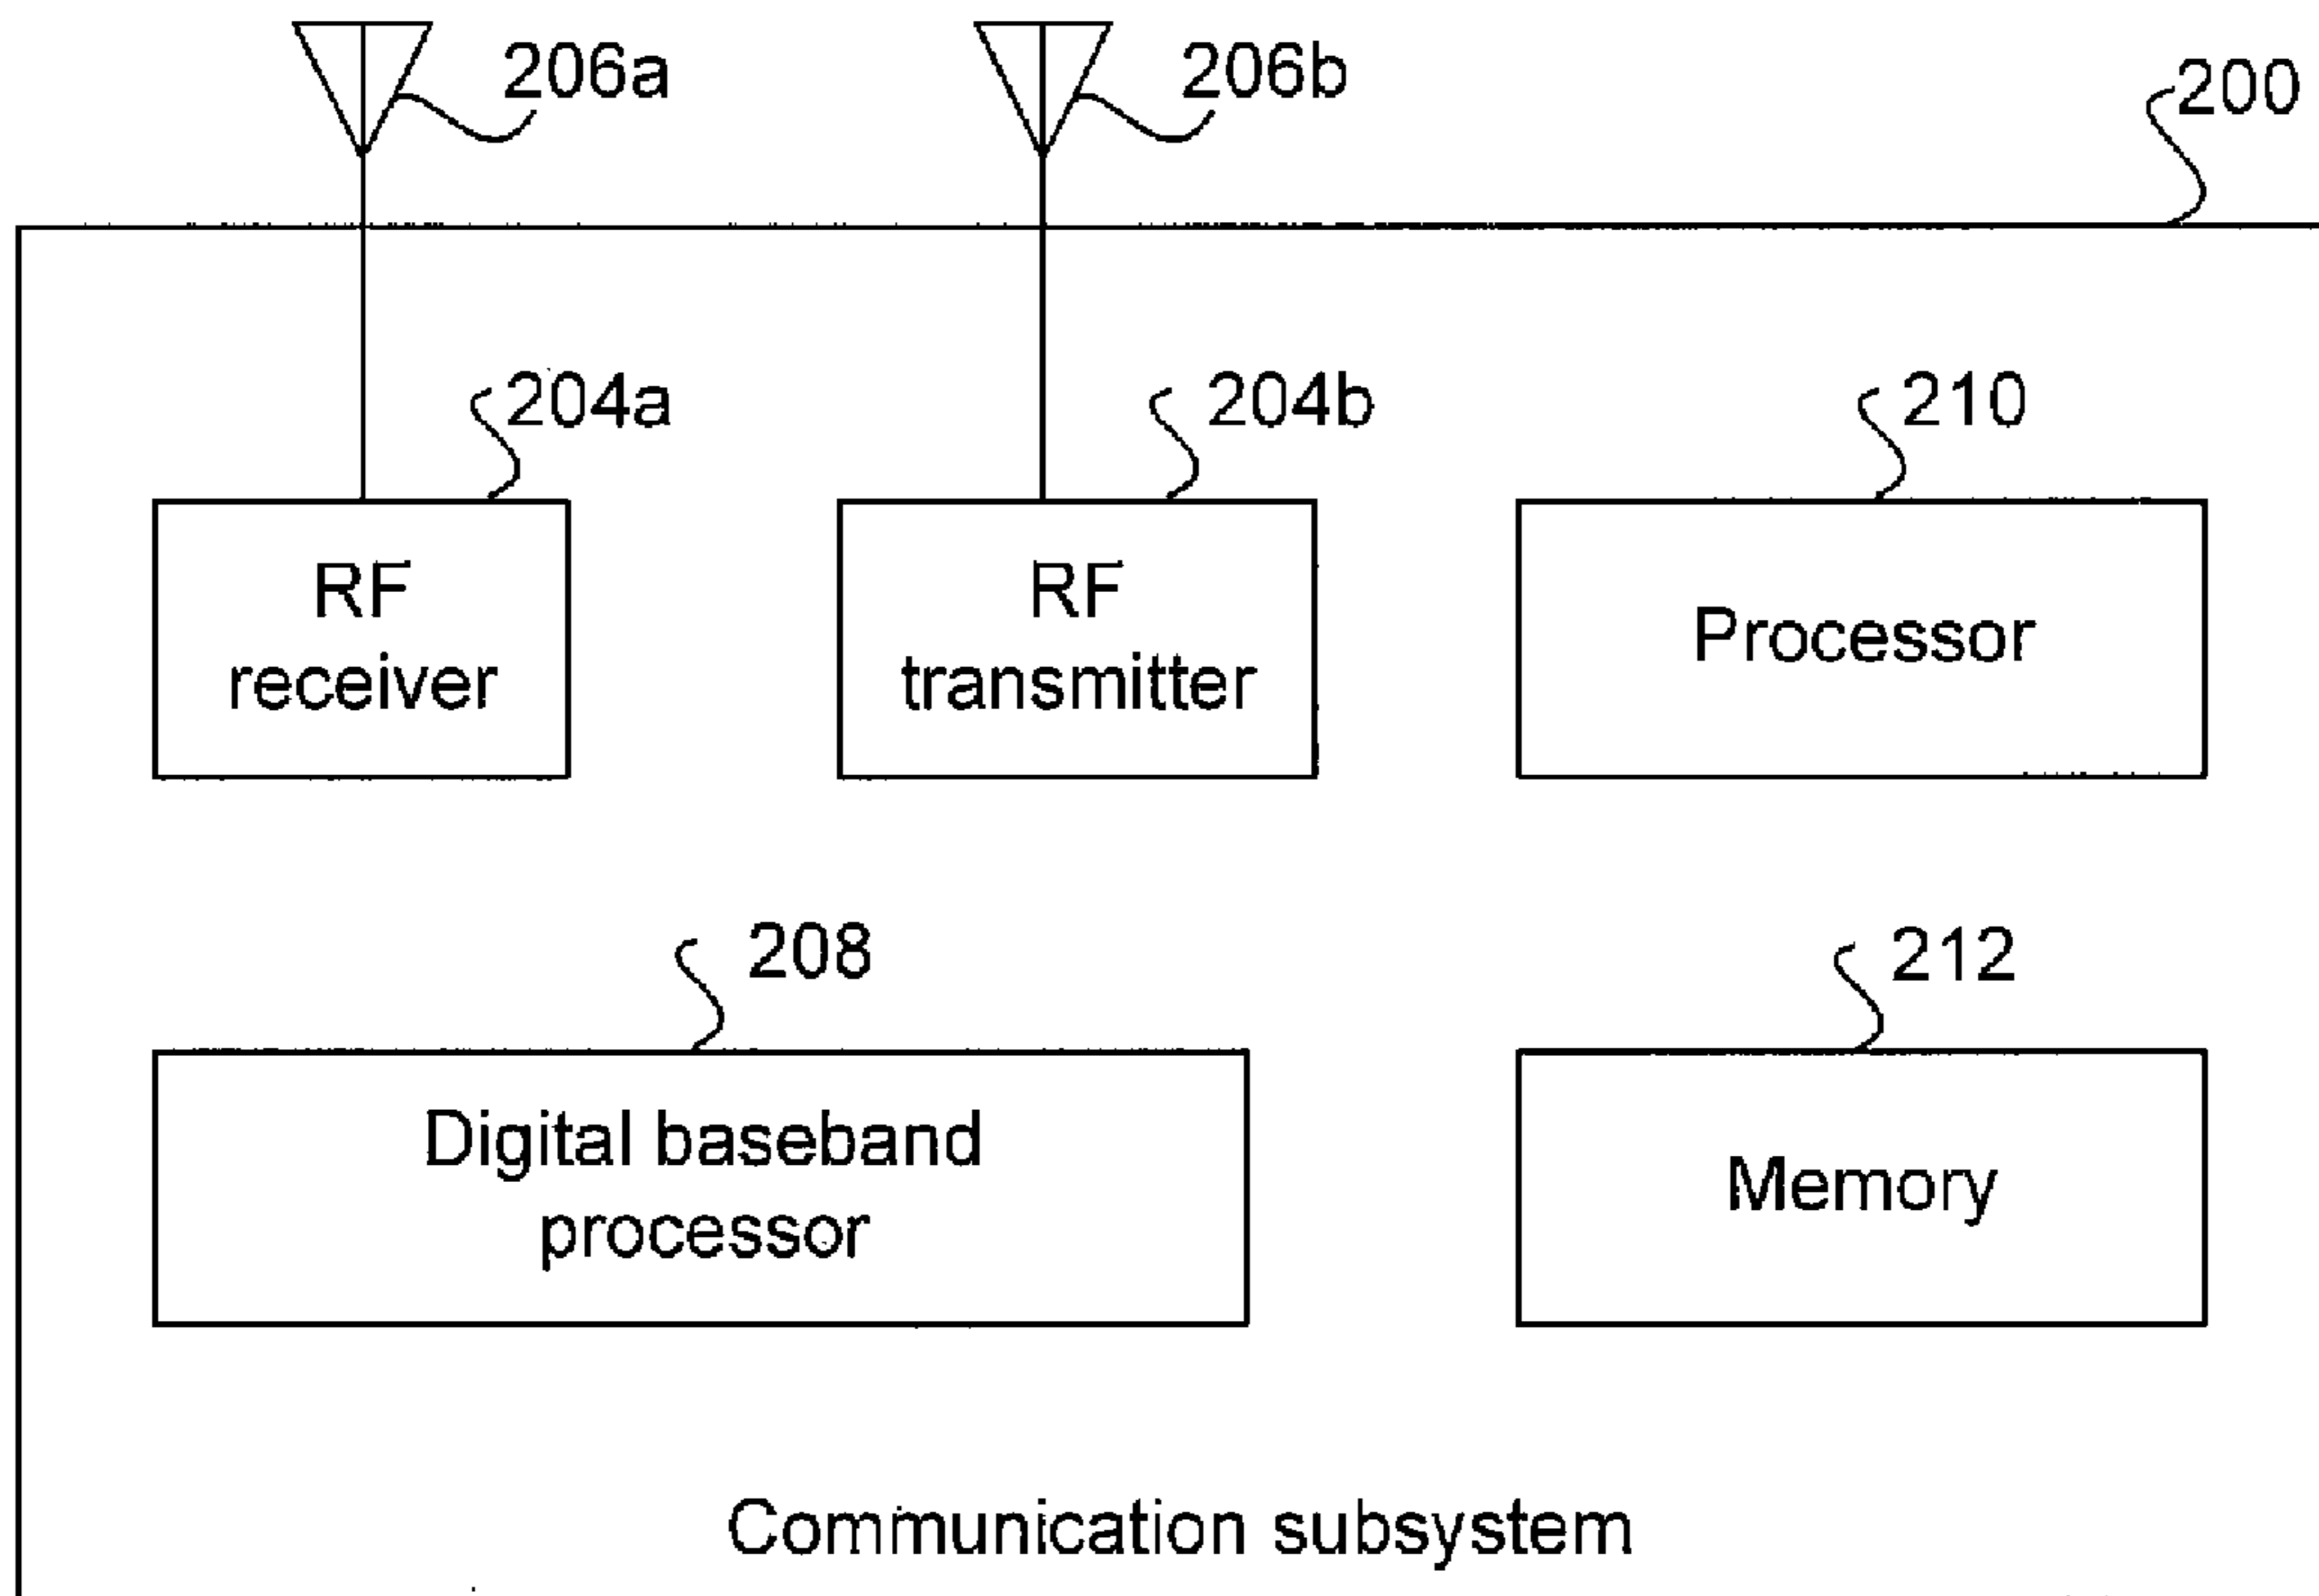 206a
206b
200
204a
204b
210
RF
receiver
RF
transmitter
Processor
208
212
Digital baseband
processor
Memory
Communication subsystem